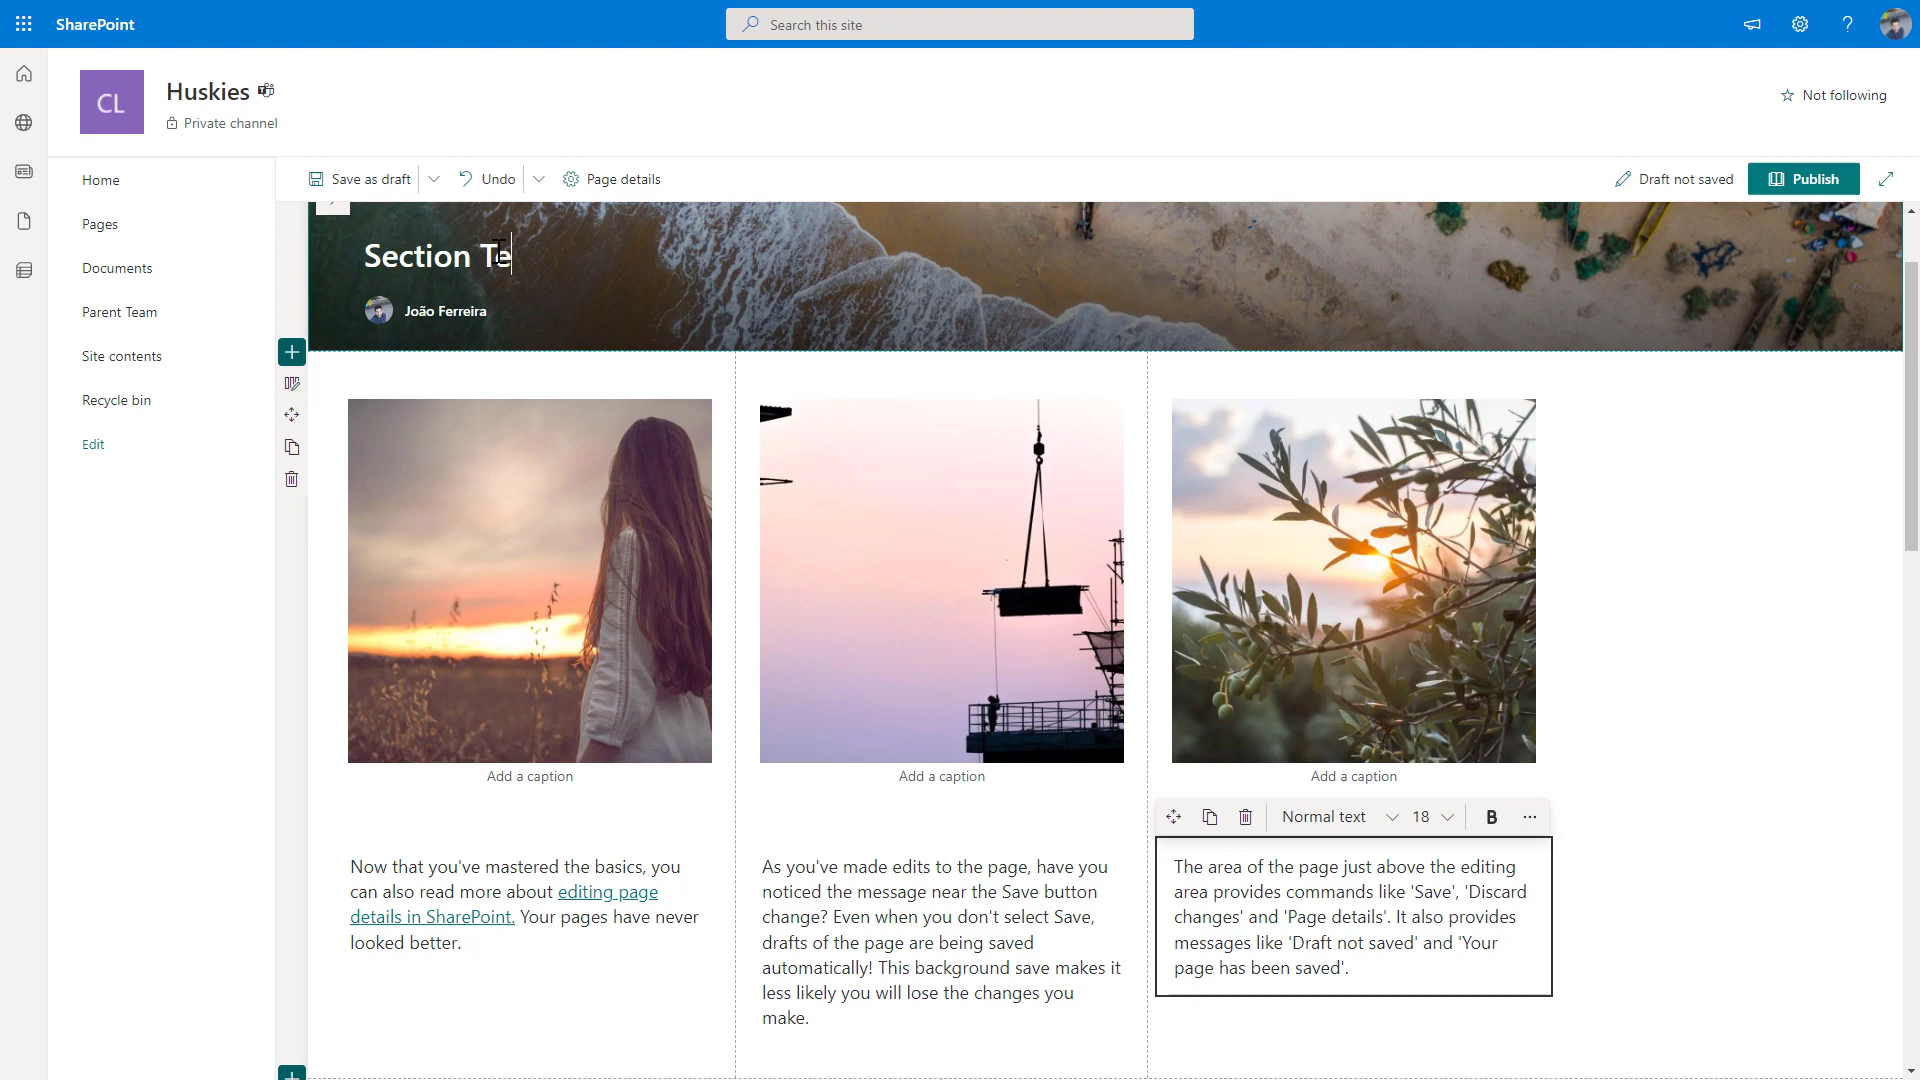 SharePoint
Search this site
CL
Huskies
Private channel
Not following
Home
Pages
Documents
Parent Team
Site contents
Recycle bin
Edit
Save as draft
Undo
Page details
Draft not saved
Publish
Section Te
João Ferreira
Add a caption
Add a caption
Add a caption
Normal text
18
B
Now that you've mastered the basics, you
can also read more about editing page
details in SharePoint. Your pages have never
looked better.
As you've made edits to the page, have you
noticed the message near the Save button
change? Even when you don't select Save,
drafts of the page are being saved
automatically! This background save makes it
less likely you will lose the changes you
make.
The area of the page just above the editing
area provides commands like 'Save', 'Discard
changes' and 'Page details'. It also provides
messages like 'Draft not saved' and 'Your
page has been saved'.